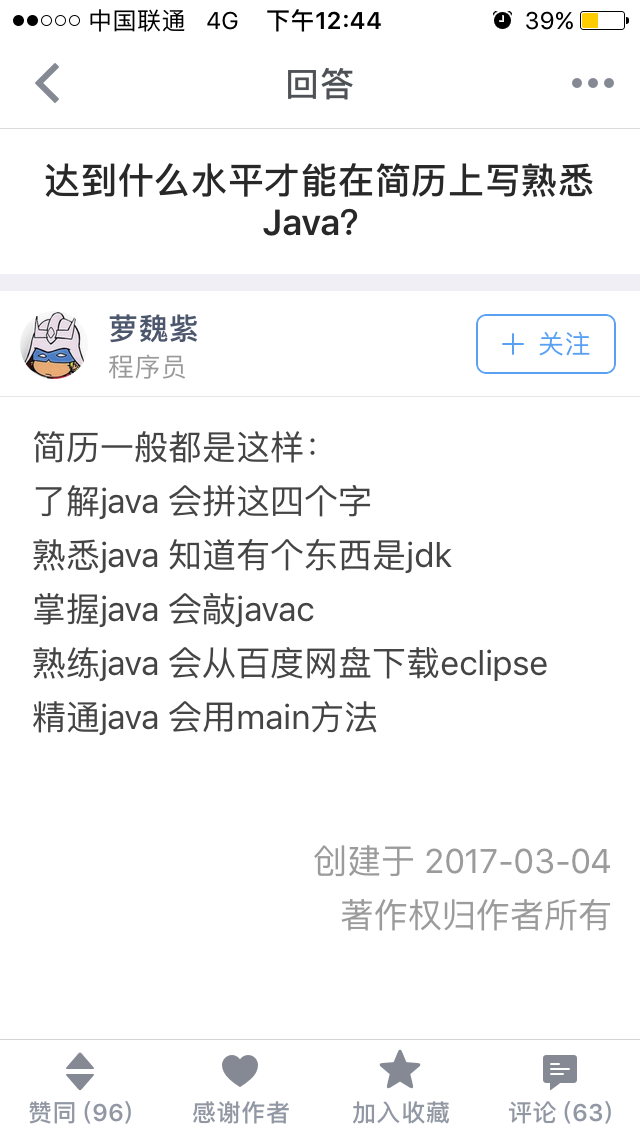 中国联通 4G 下午12:44 39%
回答
达到什么水平才能在简历上写熟悉
Java?
萝魏紫
程序员
+ 关注
简历一般都是这样：
了解java 会拼这四个字
熟悉java 知道有个东西是jdk
掌握java 会敲javac
熟练java 会从百度网盘下载eclipse
精通java 会用main方法
创建于 2017-03-04
著作权归作者所有
赞同 (96) 感谢作者 加入收藏 评论 (63)